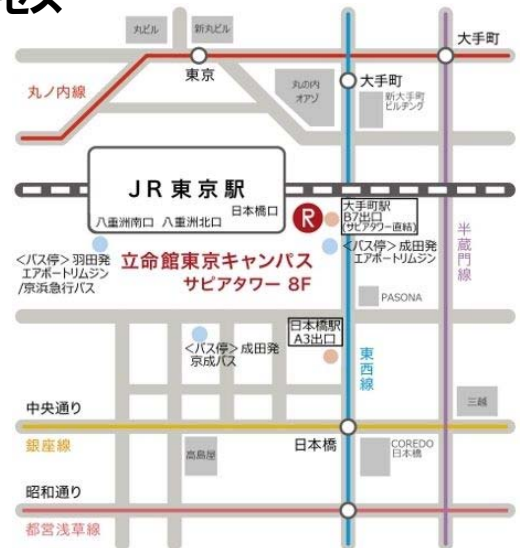 セス
丸ビル
新丸ビル
大手町
東京
丸ノ内線
丸の内
オアゾ
大手町
新大手町
ビルヂング
JR東京駅
日本橋口
八重洲南口 八重洲北口
R
大手町駅
B7出口
(サピアタワー直結)
半蔵門線
<バス停>羽田発
エアポートリムジン
/京浜急行バス
立命館東京キャンパス
サピアタワー 8F
<バス停>成田発
エアポートリムジン
PASONA
日本橋駅
A3出口
<バス停>成田発
京成バス
東西線
三越
中央通り
銀座線
日本橋
高島屋
COREDO
日本橋
昭和通り
都営浅草線